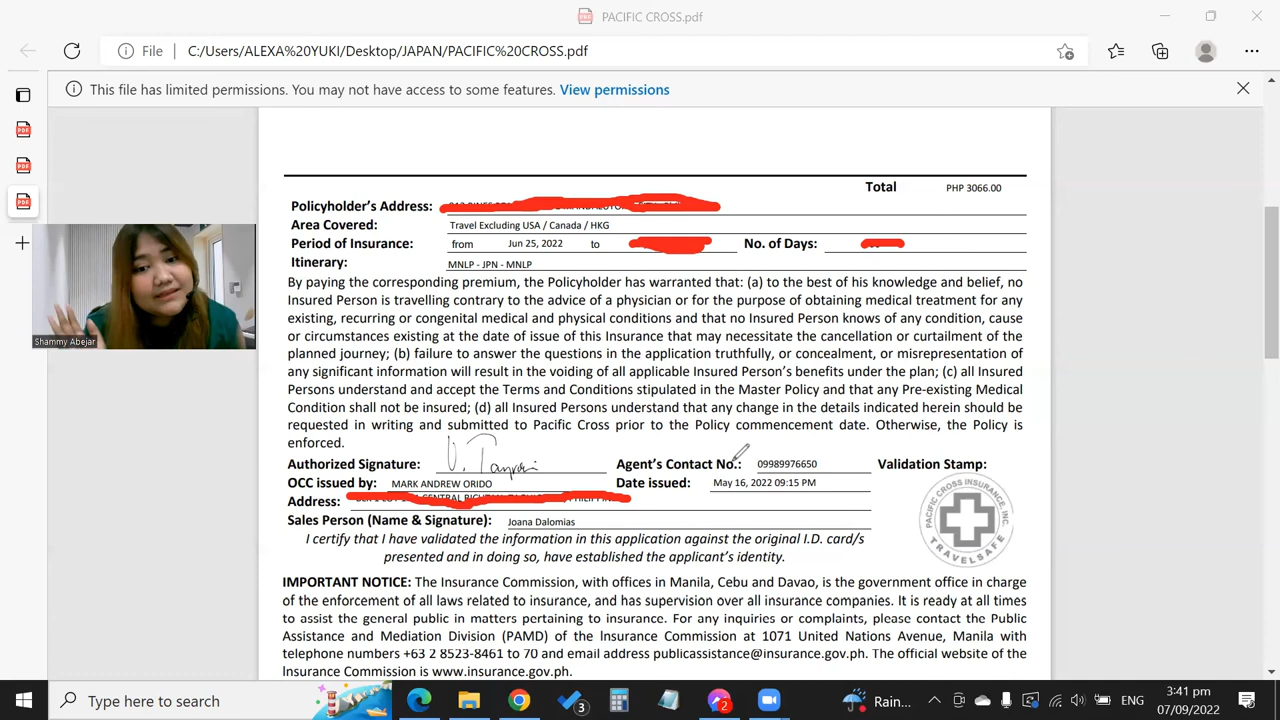 PACIFIC CROSS.pdf
File | C:/Users/ALEXA%20YUKI/Desktop/JAPAN/PACIFIC%20CROSS.pdf
This file has limited permissions. You may not have access to some features. View permissions
Total PHP 3066.00
Policyholder's Address:
Area Covered: Travel Excluding USA / Canada / HKG
Period of Insurance: from Jun 25, 2022 to No. of Days:
Itinerary: MNLP - JPN - MNLP
By paying the corresponding premium, the Policyholder has warranted that: (a) to the best of his knowledge and belief, no
Insured Person is travelling contrary to the advice of a physician or for the purpose of obtaining medical treatment for any
existing, recurring or congenital medical and physical conditions and that no Insured Person knows of any condition, cause
or circumstances existing at the date of issue of this Insurance that may necessitate the cancellation or curtailment of the
planned journey; (b) failure to answer the questions in the application truthfully, or concealment, or misrepresentation of
any significant information will result in the voiding of all applicable Insured Person's benefits under the plan; (c) all Insured
Persons understand and accept the Terms and Conditions stipulated in the Master Policy and that any Pre-existing Medical
Condition shall not be insured; (d) all Insured Persons understand that any change in the details indicated herein should be
requested in writing and submitted to Pacific Cross prior to the Policy commencement date. Otherwise, the Policy is
enforced.
Authorized Signature: Agent's Contact No.: 09989976650 Validation Stamp:
OCC issued by: MARK ANDREW ORIDO Date issued: May 16, 2022 09:15 PM
Address:
Sales Person (Name & Signature): Joana Dalomias
PACIFIC CROSS INSURANCE, INC.
TRAVELSAFE
I certify that I have validated the information in this application against the original I.D. card/s
presented and in doing so, have established the applicant's identity.
IMPORTANT NOTICE: The Insurance Commission, with offices in Manila, Cebu and Davao, is the government office in charge
of the enforcement of all laws related to insurance, and has supervision over all insurance companies. It is ready at all times
to assist the general public in matters pertaining to insurance. For any inquiries or complaints, please contact the Public
Assistance and Mediation Division (PAMD) of the Insurance Commission at 1071 United Nations Avenue, Manila with
telephone numbers +63 2 8523-8461 to 70 and email address publicassistance@insurance.gov.ph. The official website of the
Insurance Commission is www.insurance.gov.ph.
Shammy Abejar
Type here to search
3
2
Rain...
ENG
3:41 pm
07/09/2022